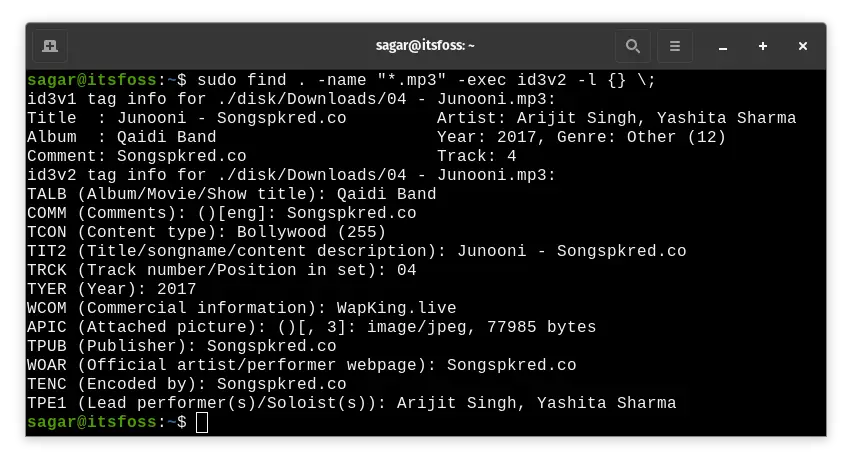 sagar@itsfoss: ~
sagar@itsfoss:~$ sudo find . -name "*.mp3" -exec id3v2 -l {} \;
id3v1 tag info for ./disk/Downloads/04 - Junooni.mp3:
Title  : Junooni - Songspkred.co         Artist: Arijit Singh, Yashita Sharma
Album  : Qaidi Band                      Year: 2017, Genre: Other (12)
Comment: Songspkred.co                   Track: 4
id3v2 tag info for ./disk/Downloads/04 - Junooni.mp3:
TALB (Album/Movie/Show title): Qaidi Band
COMM (Comments): ()[eng]: Songspkred.co
TCON (Content type): Bollywood (255)
TIT2 (Title/songname/content description): Junooni - Songspkred.co
TRCK (Track number/Position in set): 04
TYER (Year): 2017
WCOM (Commercial information): WapKing.live
APIC (Attached picture): ()[, 3]: image/jpeg, 77985 bytes
TPUB (Publisher): Songspkred.co
WOAR (Official artist/performer webpage): Songspkred.co
TENC (Encoded by): Songspkred.co
TPE1 (Lead performer(s)/Soloist(s)): Arijit Singh, Yashita Sharma
sagar@itsfoss:~$